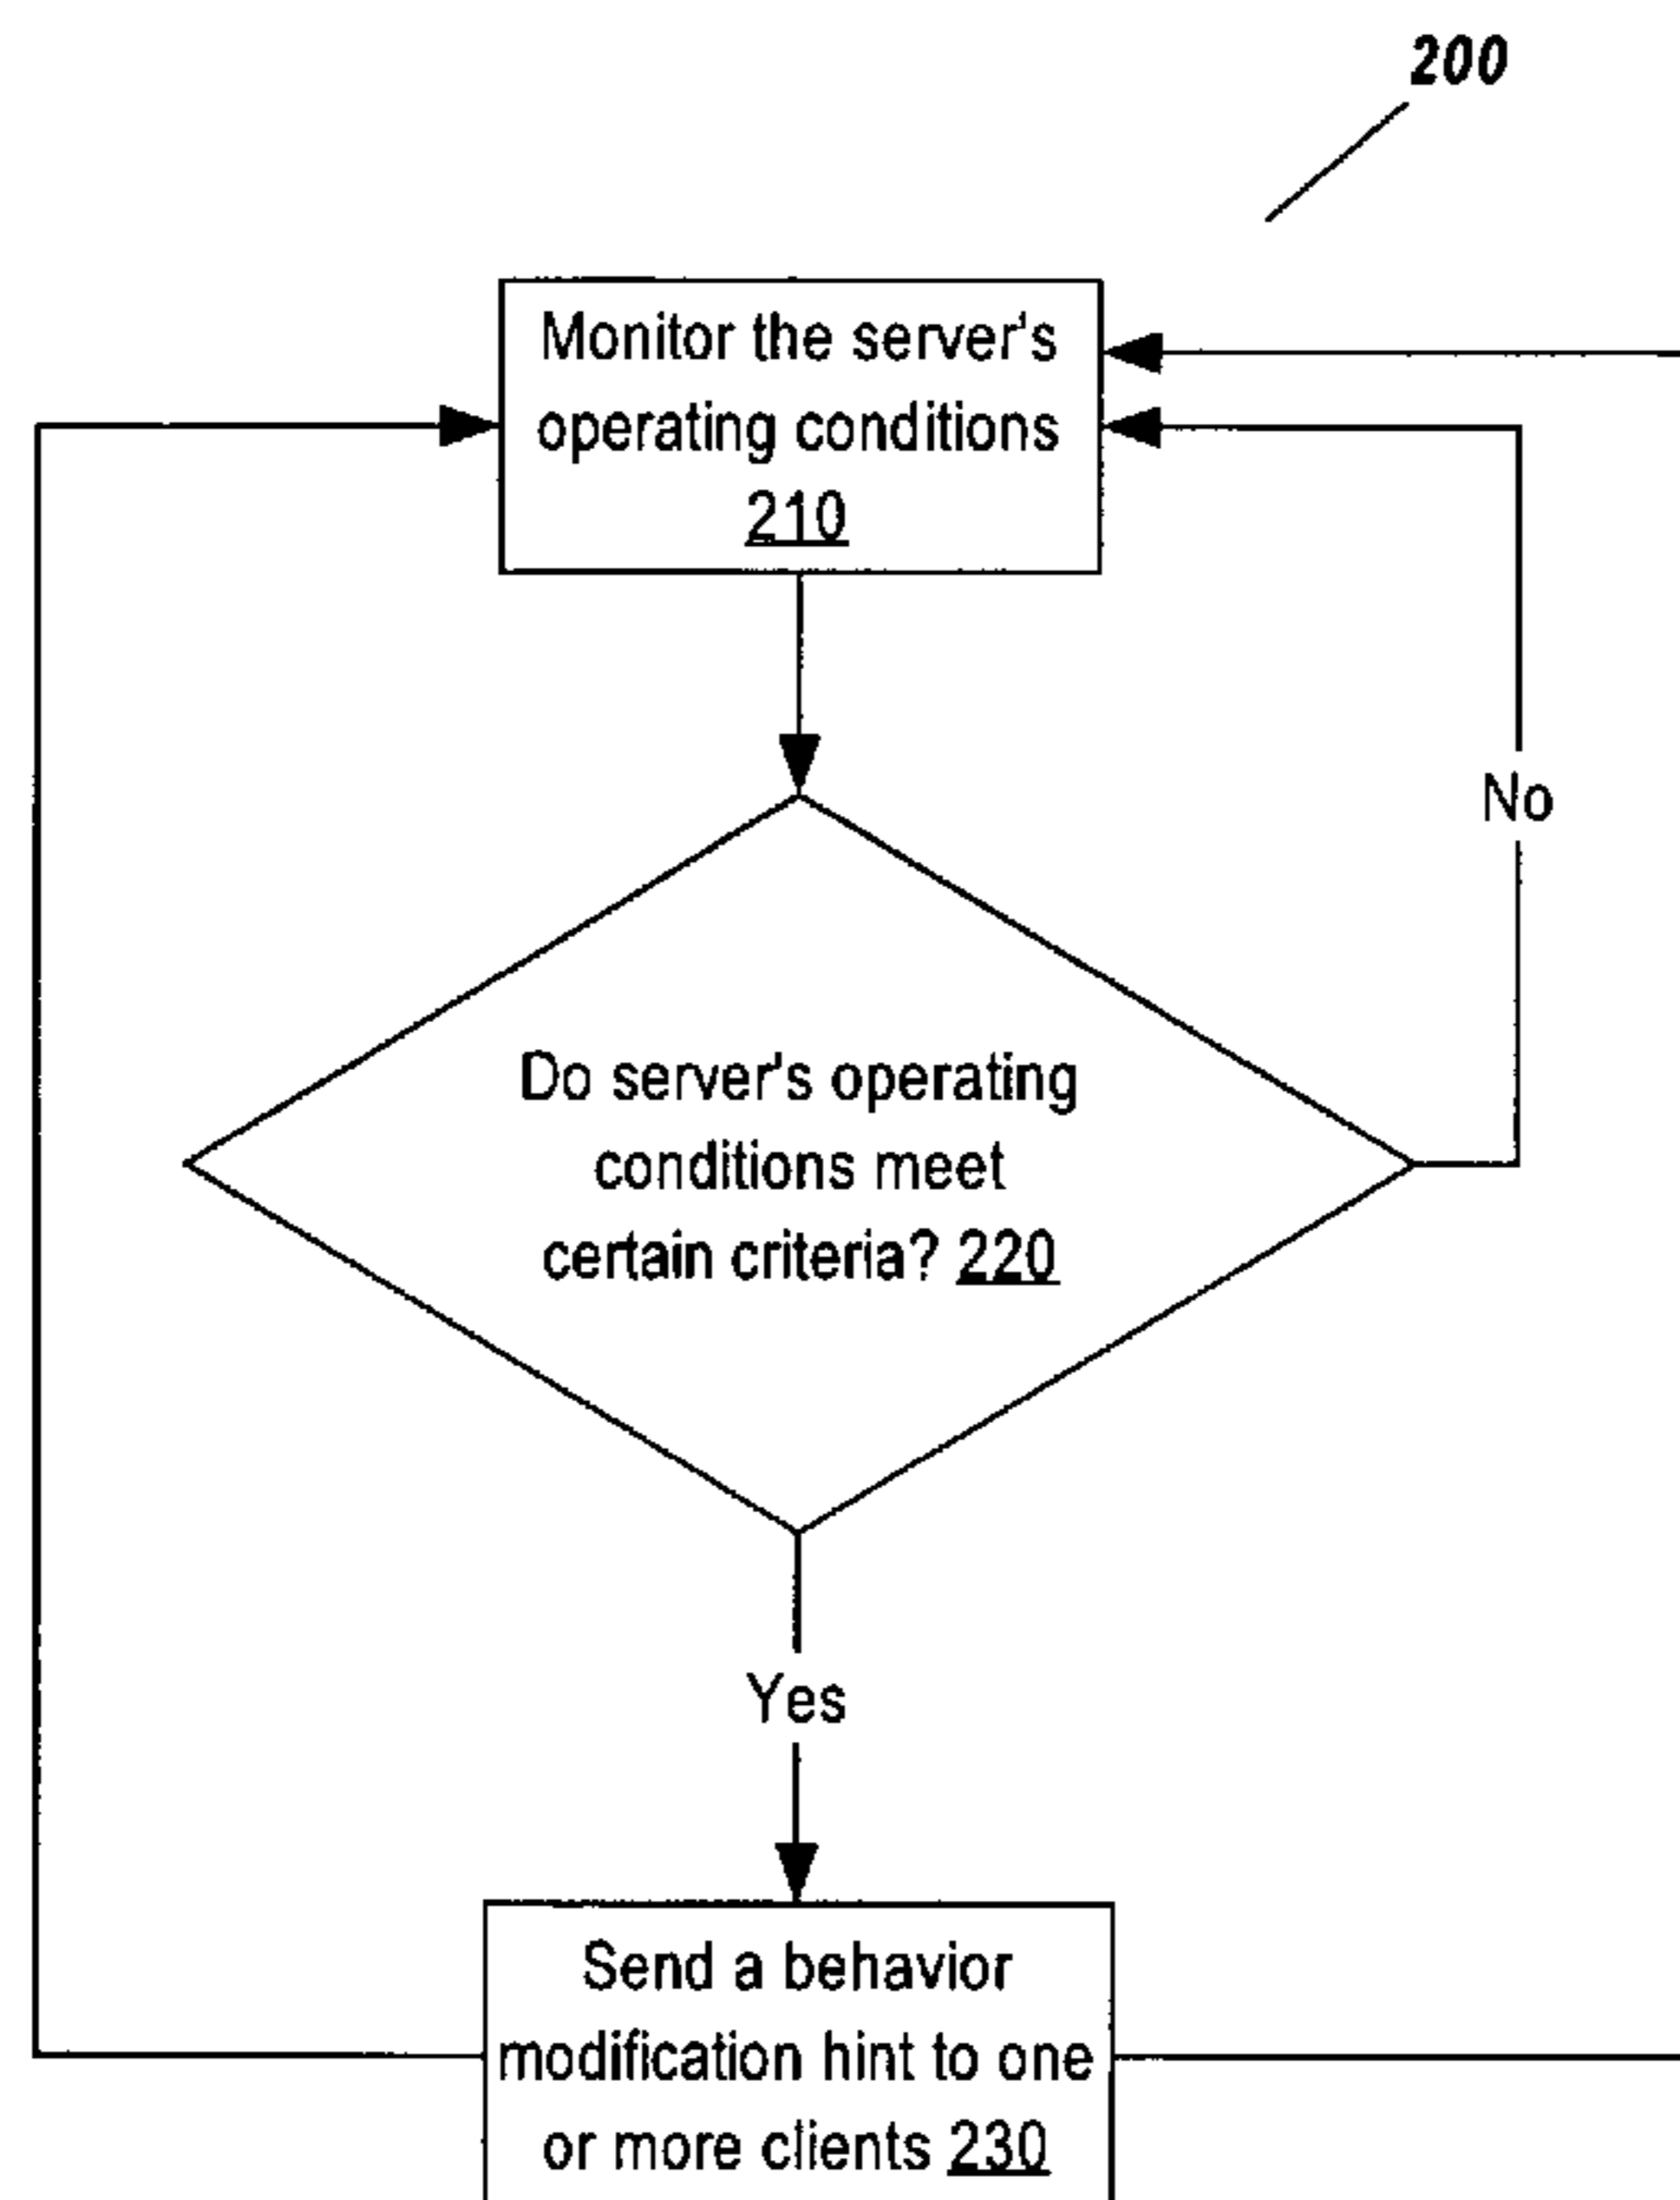 200
Monitor the server's
operating conditions
210
No
Do server's operating
conditions meet
certain criteria? 220
Yes
Send a behavior
modification hint to one
or more clients 230